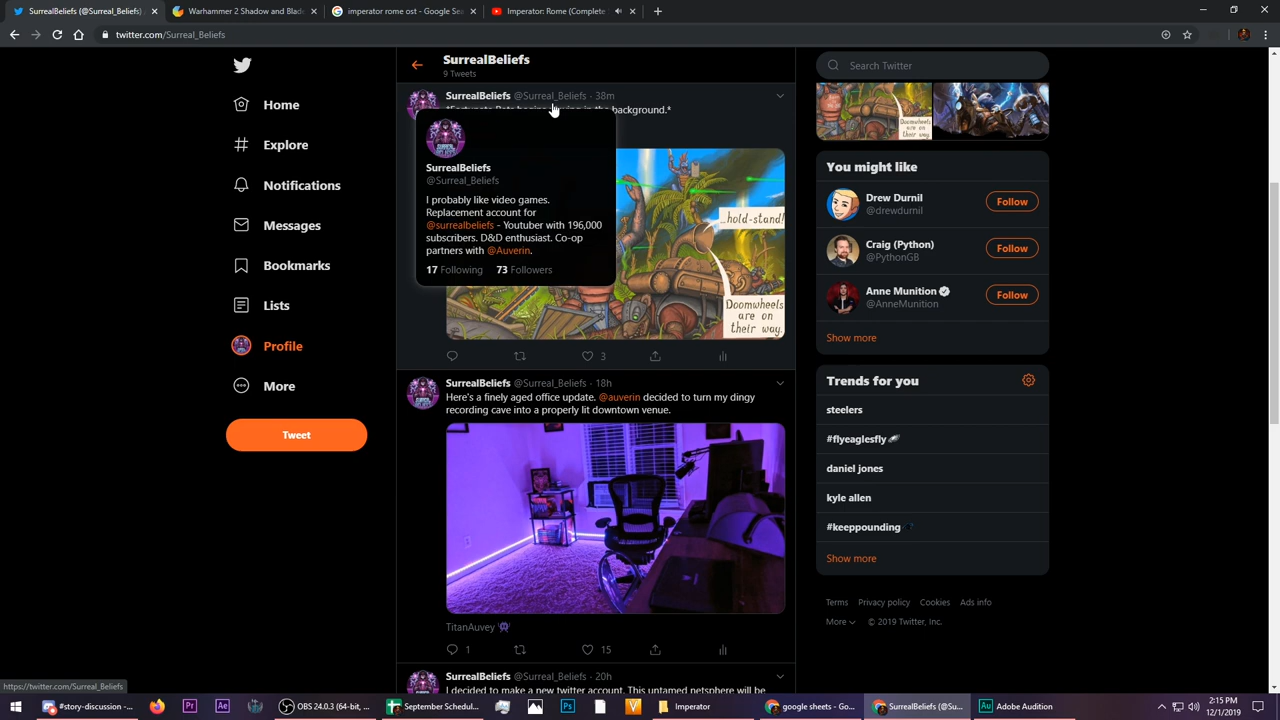 SurrealBeliefs (@Surreal_Beliefs)
Warhammer 2 Shadow and Blade
imperator rome ost - Google Sea
Imperator: Rome (Complete
twitter.com/Surreal_Beliefs
Home
Explore
Notifications
Messages
Bookmarks
Lists
Profile
More
Tweet
SurrealBeliefs
9 Tweets
SurrealBeliefs @Surreal_Beliefs · 38m
in the background.*
SurrealBeliefs
@Surreal_Beliefs
I probably like video games.
Replacement account for
@surrealbeliefs - Youtuber with 196,000
subscribers. D&D enthusiast. Co-op
partners with @Auverin.
17 Following 73 Followers
...hold-stand!
Doomwheels
are on
their way.
3
SurrealBeliefs @Surreal_Beliefs · 18h
Here's a finely aged office update. @auverin decided to turn my dingy
recording cave into a properly lit downtown venue.
TitanAuvey
1 15
SurrealBeliefs @Surreal_Beliefs · 20h
I decided to make a new twitter account. This untamed netsphere will be
Search Twitter
Doomwheels
are on
their way.
You might like
Drew Durnil
@drewdurnil
Follow
Craig (Python)
@PythonGB
Follow
Anne Munition
@AnneMunition
Follow
Show more
Trends for you
steelers
#flyeaglesfly
daniel jones
kyle allen
#keeppounding
Show more
Terms Privacy policy Cookies Ads info
More © 2019 Twitter, Inc.
https://twitter.com/Surreal_Beliefs
#story-discussion - ...
Pr
Ae
OBS 24.0.3 (64-bit, ...
September Schedul...
Ps
Imperator
google sheets - Go...
SurrealBeliefs (@Su...
Au
Adobe Audition
2:15 PM
12/1/2019